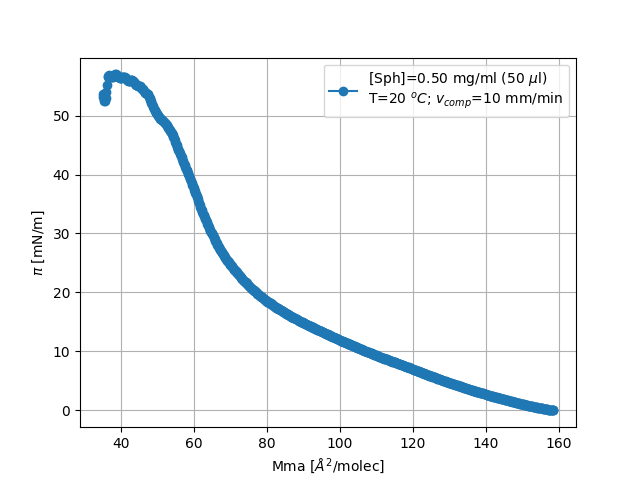 [Sph]=0.50 mg/ml (50 μl)
T=20 °C; v_comp=10 mm/min
π [mN/m]
50
40
30
20
10
0
40 60 80 100 120 140 160
Mma [Å²/molec]